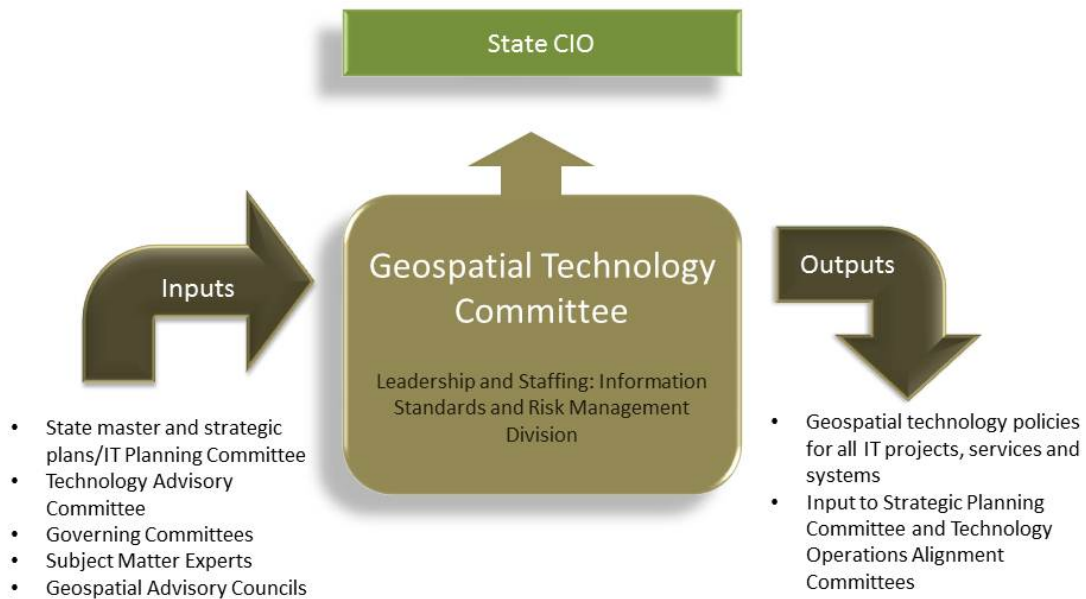 State CIO
Inputs
Geospatial Technology
Committee
Leadership and Staffing: Information
Standards and Risk Management
Division
Outputs
• State master and strategic
plans/IT Planning Committee
• Technology Advisory
Committee
• Governing Committees
• Subject Matter Experts
• Geospatial Advisory Councils
• Geospatial technology policies
for all IT projects, services and
systems
• Input to Strategic Planning
Committee and Technology
Operations Alignment
Committees